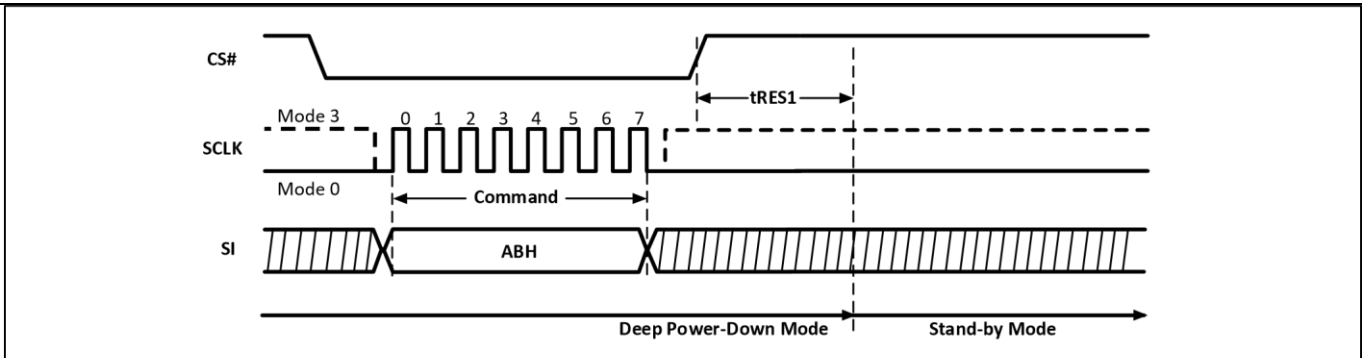 CS#
tRES1
Mode 3
0 1 2 3 4 5 6 7
SCLK
Mode 0
Command
SI
ABH
Deep Power-Down Mode
Stand-by Mode